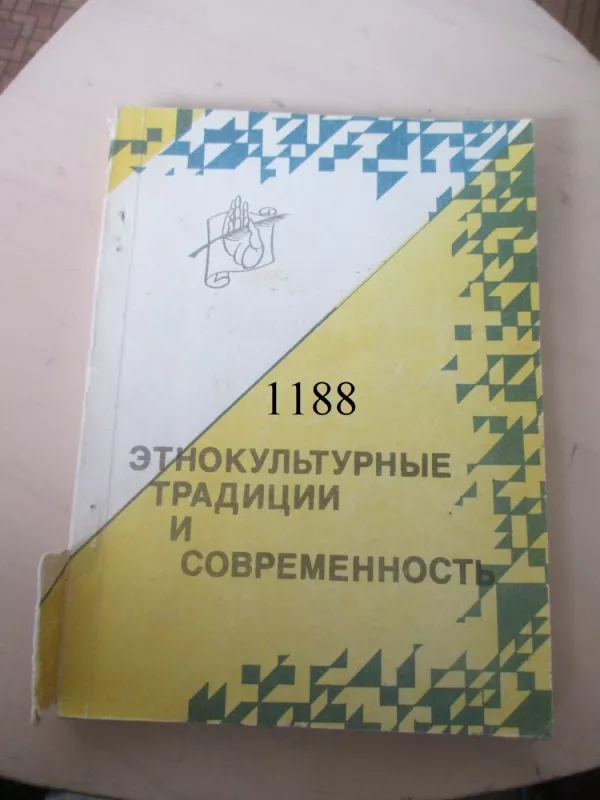 1188
ЭТНОКУЛЬТУРНЫЕ
ТРАДИЦИИ
И
СОВРЕМЕННОСТЬ